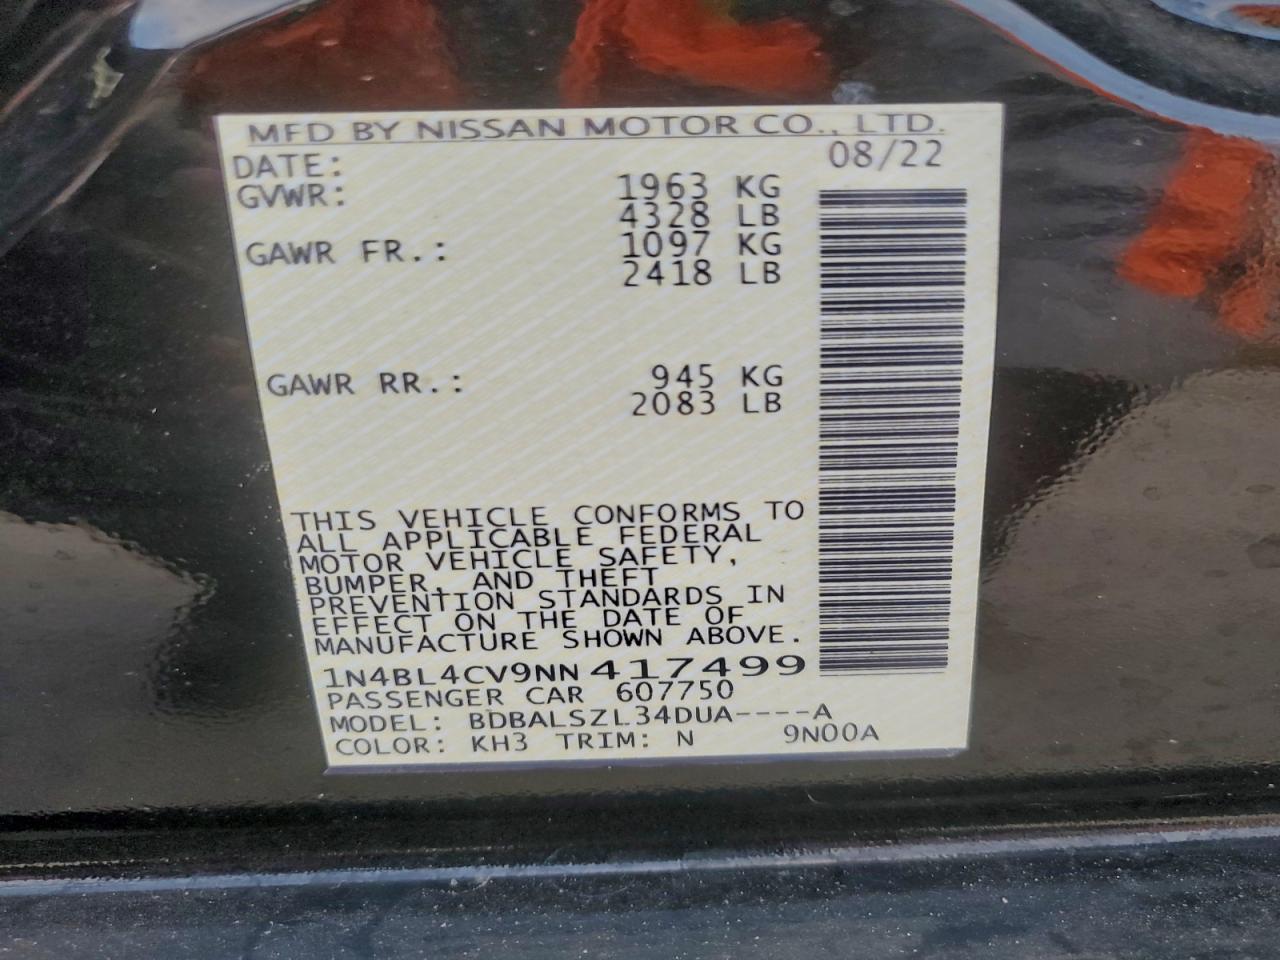 MFD BY NISSAN MOTOR CO., LTD.
DATE: 08/22
GVWR: 1963 KG
4328 LB
GAWR FR.: 1097 KG
2418 LB
GAWR RR.: 945 KG
2083 LB
THIS VEHICLE CONFORMS TO
ALL APPLICABLE FEDERAL
MOTOR VEHICLE SAFETY,
BUMPER, AND THEFT
PREVENTION STANDARDS IN
EFFECT ON THE DATE OF
MANUFACTURE SHOWN ABOVE.
1N4BL4CV9NN417499
PASSENGER CAR 607750
MODEL: BDBALSZL34DUA----A
COLOR: KH3 TRIM: N 9N00A